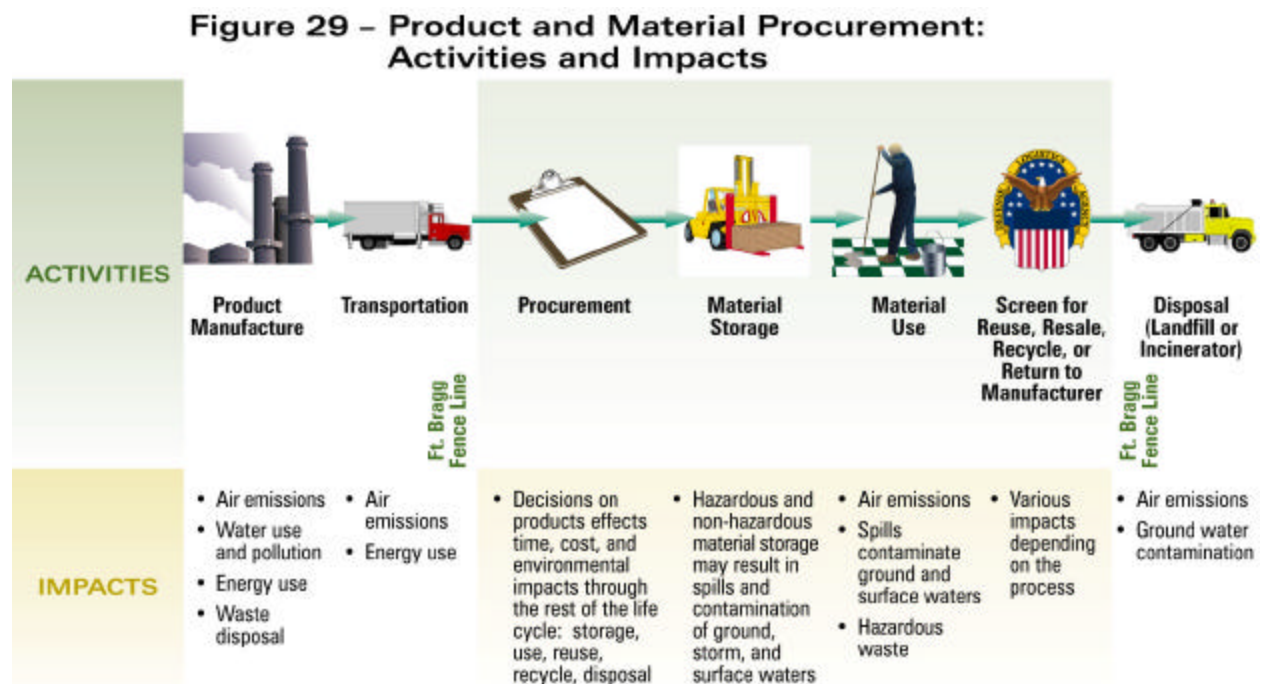 Figure 29 – Product and Material Procurement:
Activities and Impacts
ACTIVITIES
Product
Manufacture
Transportation
Procurement
Material
Storage
Material
Use
DEFENSE LOGISTICS AGENCY
Screen for
Reuse, Resale,
Recycle, or
Return to
Manufacturer
Disposal
(Landfill or
Incinerator)
Ft. Bragg
Fence Line
Ft. Bragg
Fence Line
IMPACTS
• Air emissions
• Water use
and pollution
• Energy use
• Waste
disposal
• Air
emissions
• Energy use
• Decisions on
products effects
time, cost, and
environmental
impacts through
the rest of the life
cycle: storage,
use, reuse,
recycle, disposal
• Hazardous and
non-hazardous
material storage
may result in
spills and
contamination
of ground,
storm, and
surface waters
• Air emissions
• Spills
contaminate
ground and
surface waters
• Hazardous
waste
• Various
impacts
depending
on the
process
• Air emissions
• Ground water
contamination